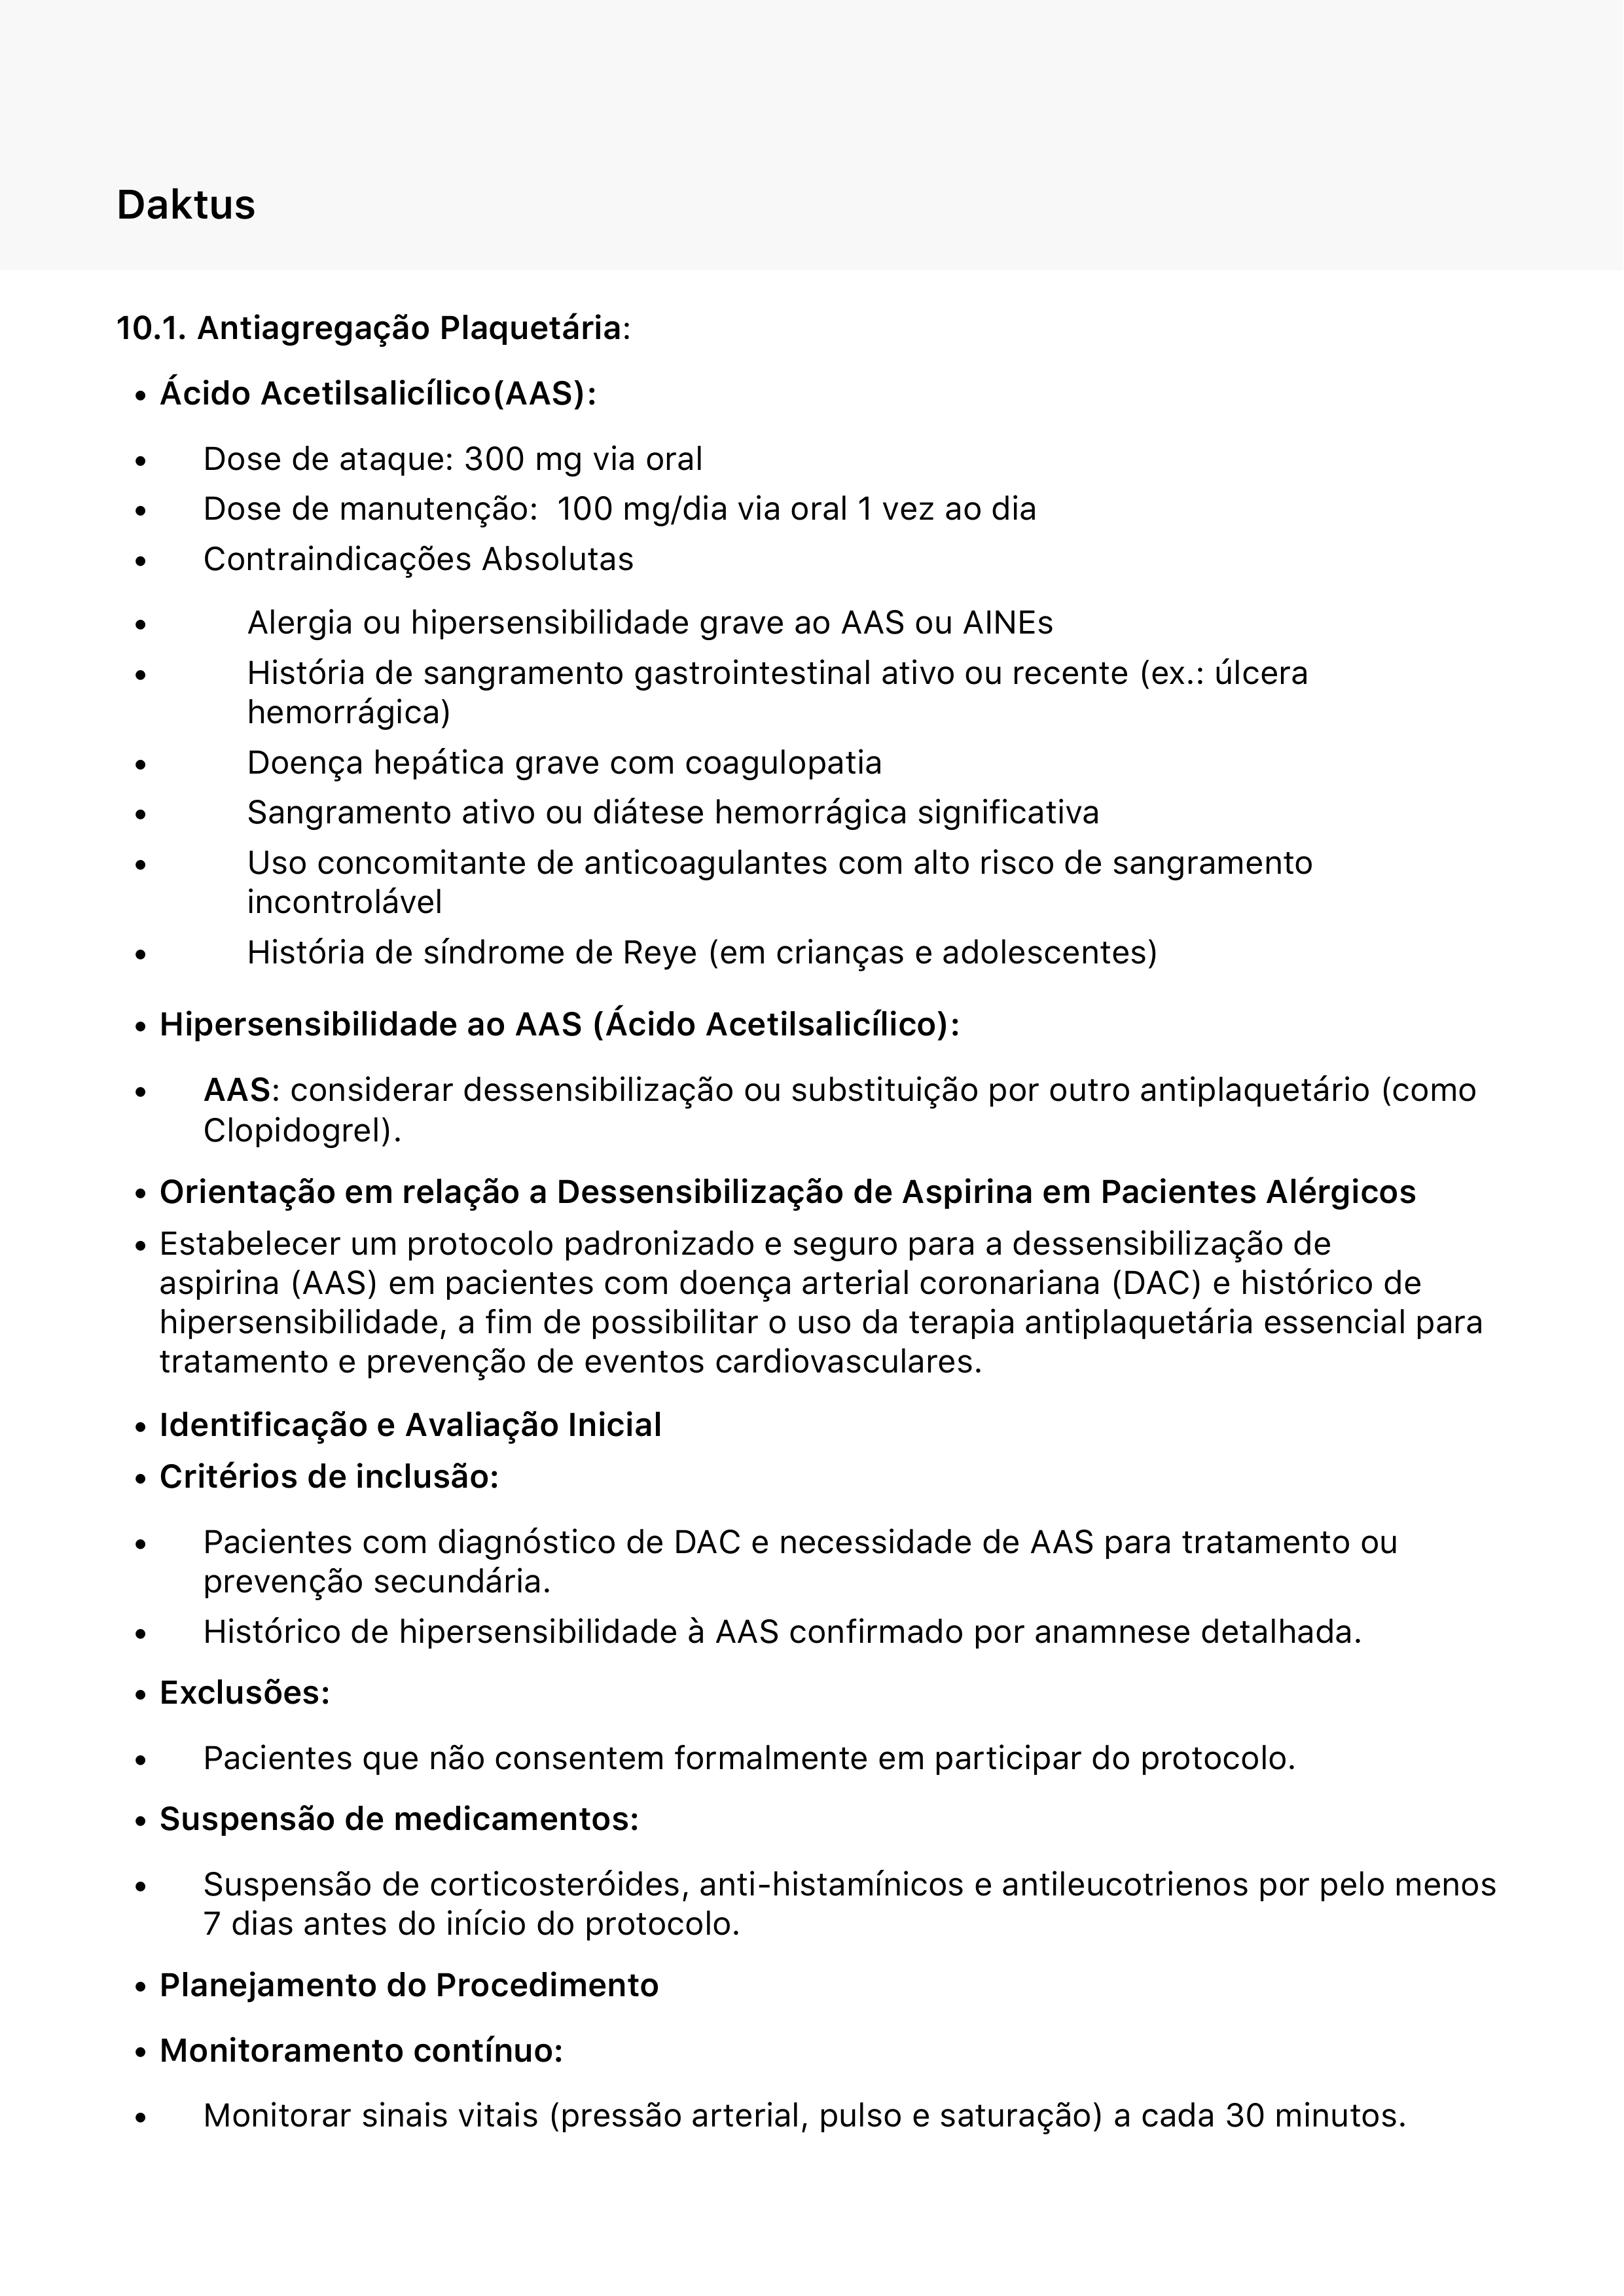 Daktus
10.1. Antiagregação Plaquetária:
• Ácido Acetilsalicílico(AAS):
• Dose de ataque: 300 mg via oral
• Dose de manutenção:  100 mg/dia via oral 1 vez ao dia
• Contraindicações Absolutas
• Alergia ou hipersensibilidade grave ao AAS ou AINEs
• História de sangramento gastrointestinal ativo ou recente (ex.: úlcera
hemorrágica)
• Doença hepática grave com coagulopatia
• Sangramento ativo ou diátese hemorrágica significativa
• Uso concomitante de anticoagulantes com alto risco de sangramento
incontrolável
• História de síndrome de Reye (em crianças e adolescentes)
• Hipersensibilidade ao AAS (Ácido Acetilsalicílico):
• AAS: considerar dessensibilização ou substituição por outro antiplaquetário (como
Clopidogrel).
• Orientação em relação a Dessensibilização de Aspirina em Pacientes Alérgicos
• Estabelecer um protocolo padronizado e seguro para a dessensibilização de
aspirina (AAS) em pacientes com doença arterial coronariana (DAC) e histórico de
hipersensibilidade, a fim de possibilitar o uso da terapia antiplaquetária essencial para
tratamento e prevenção de eventos cardiovasculares.
• Identificação e Avaliação Inicial
• Critérios de inclusão:
• Pacientes com diagnóstico de DAC e necessidade de AAS para tratamento ou
prevenção secundária.
• Histórico de hipersensibilidade à AAS confirmado por anamnese detalhada.
• Exclusões:
• Pacientes que não consentem formalmente em participar do protocolo.
• Suspensão de medicamentos:
• Suspensão de corticosteróides, anti-histamínicos e antileucotrienos por pelo menos
7 dias antes do início do protocolo.
• Planejamento do Procedimento
• Monitoramento contínuo:
• Monitorar sinais vitais (pressão arterial, pulso e saturação) a cada 30 minutos.